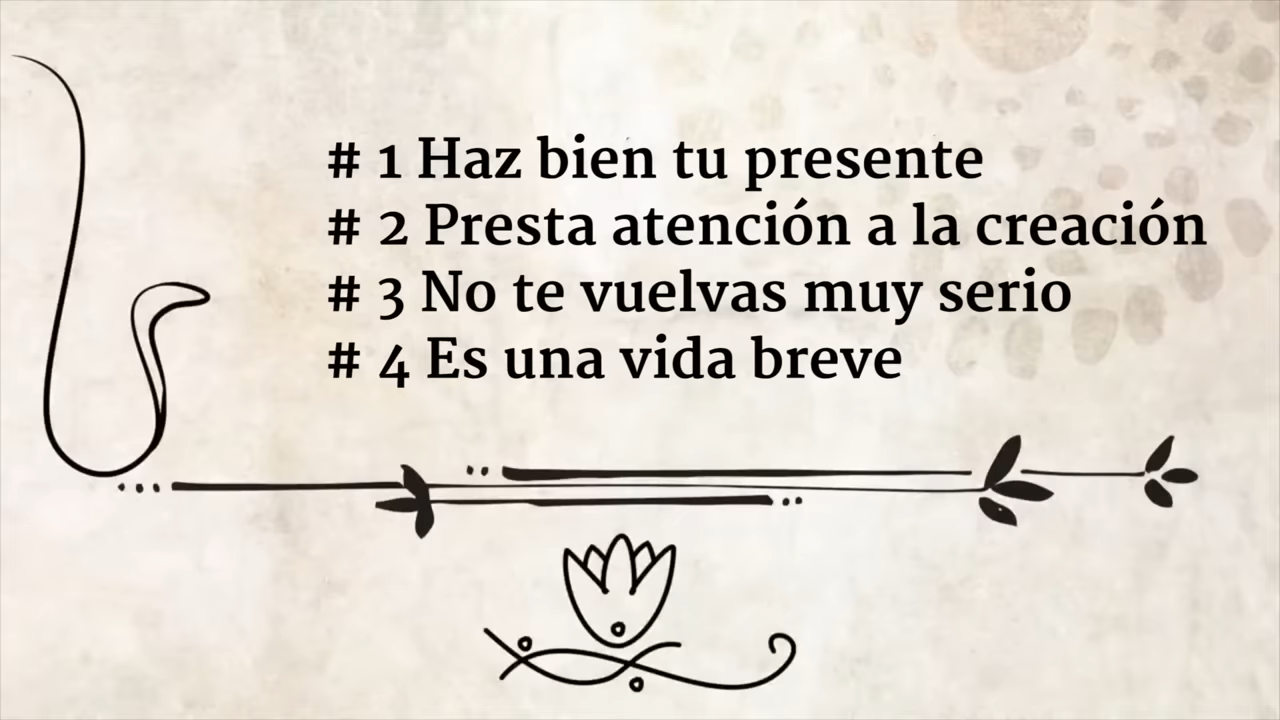 # 1 Haz bien tu presente
# 2 Presta atención a la creación
# 3 No te vuelvas muy serio
# 4 Es una vida breve